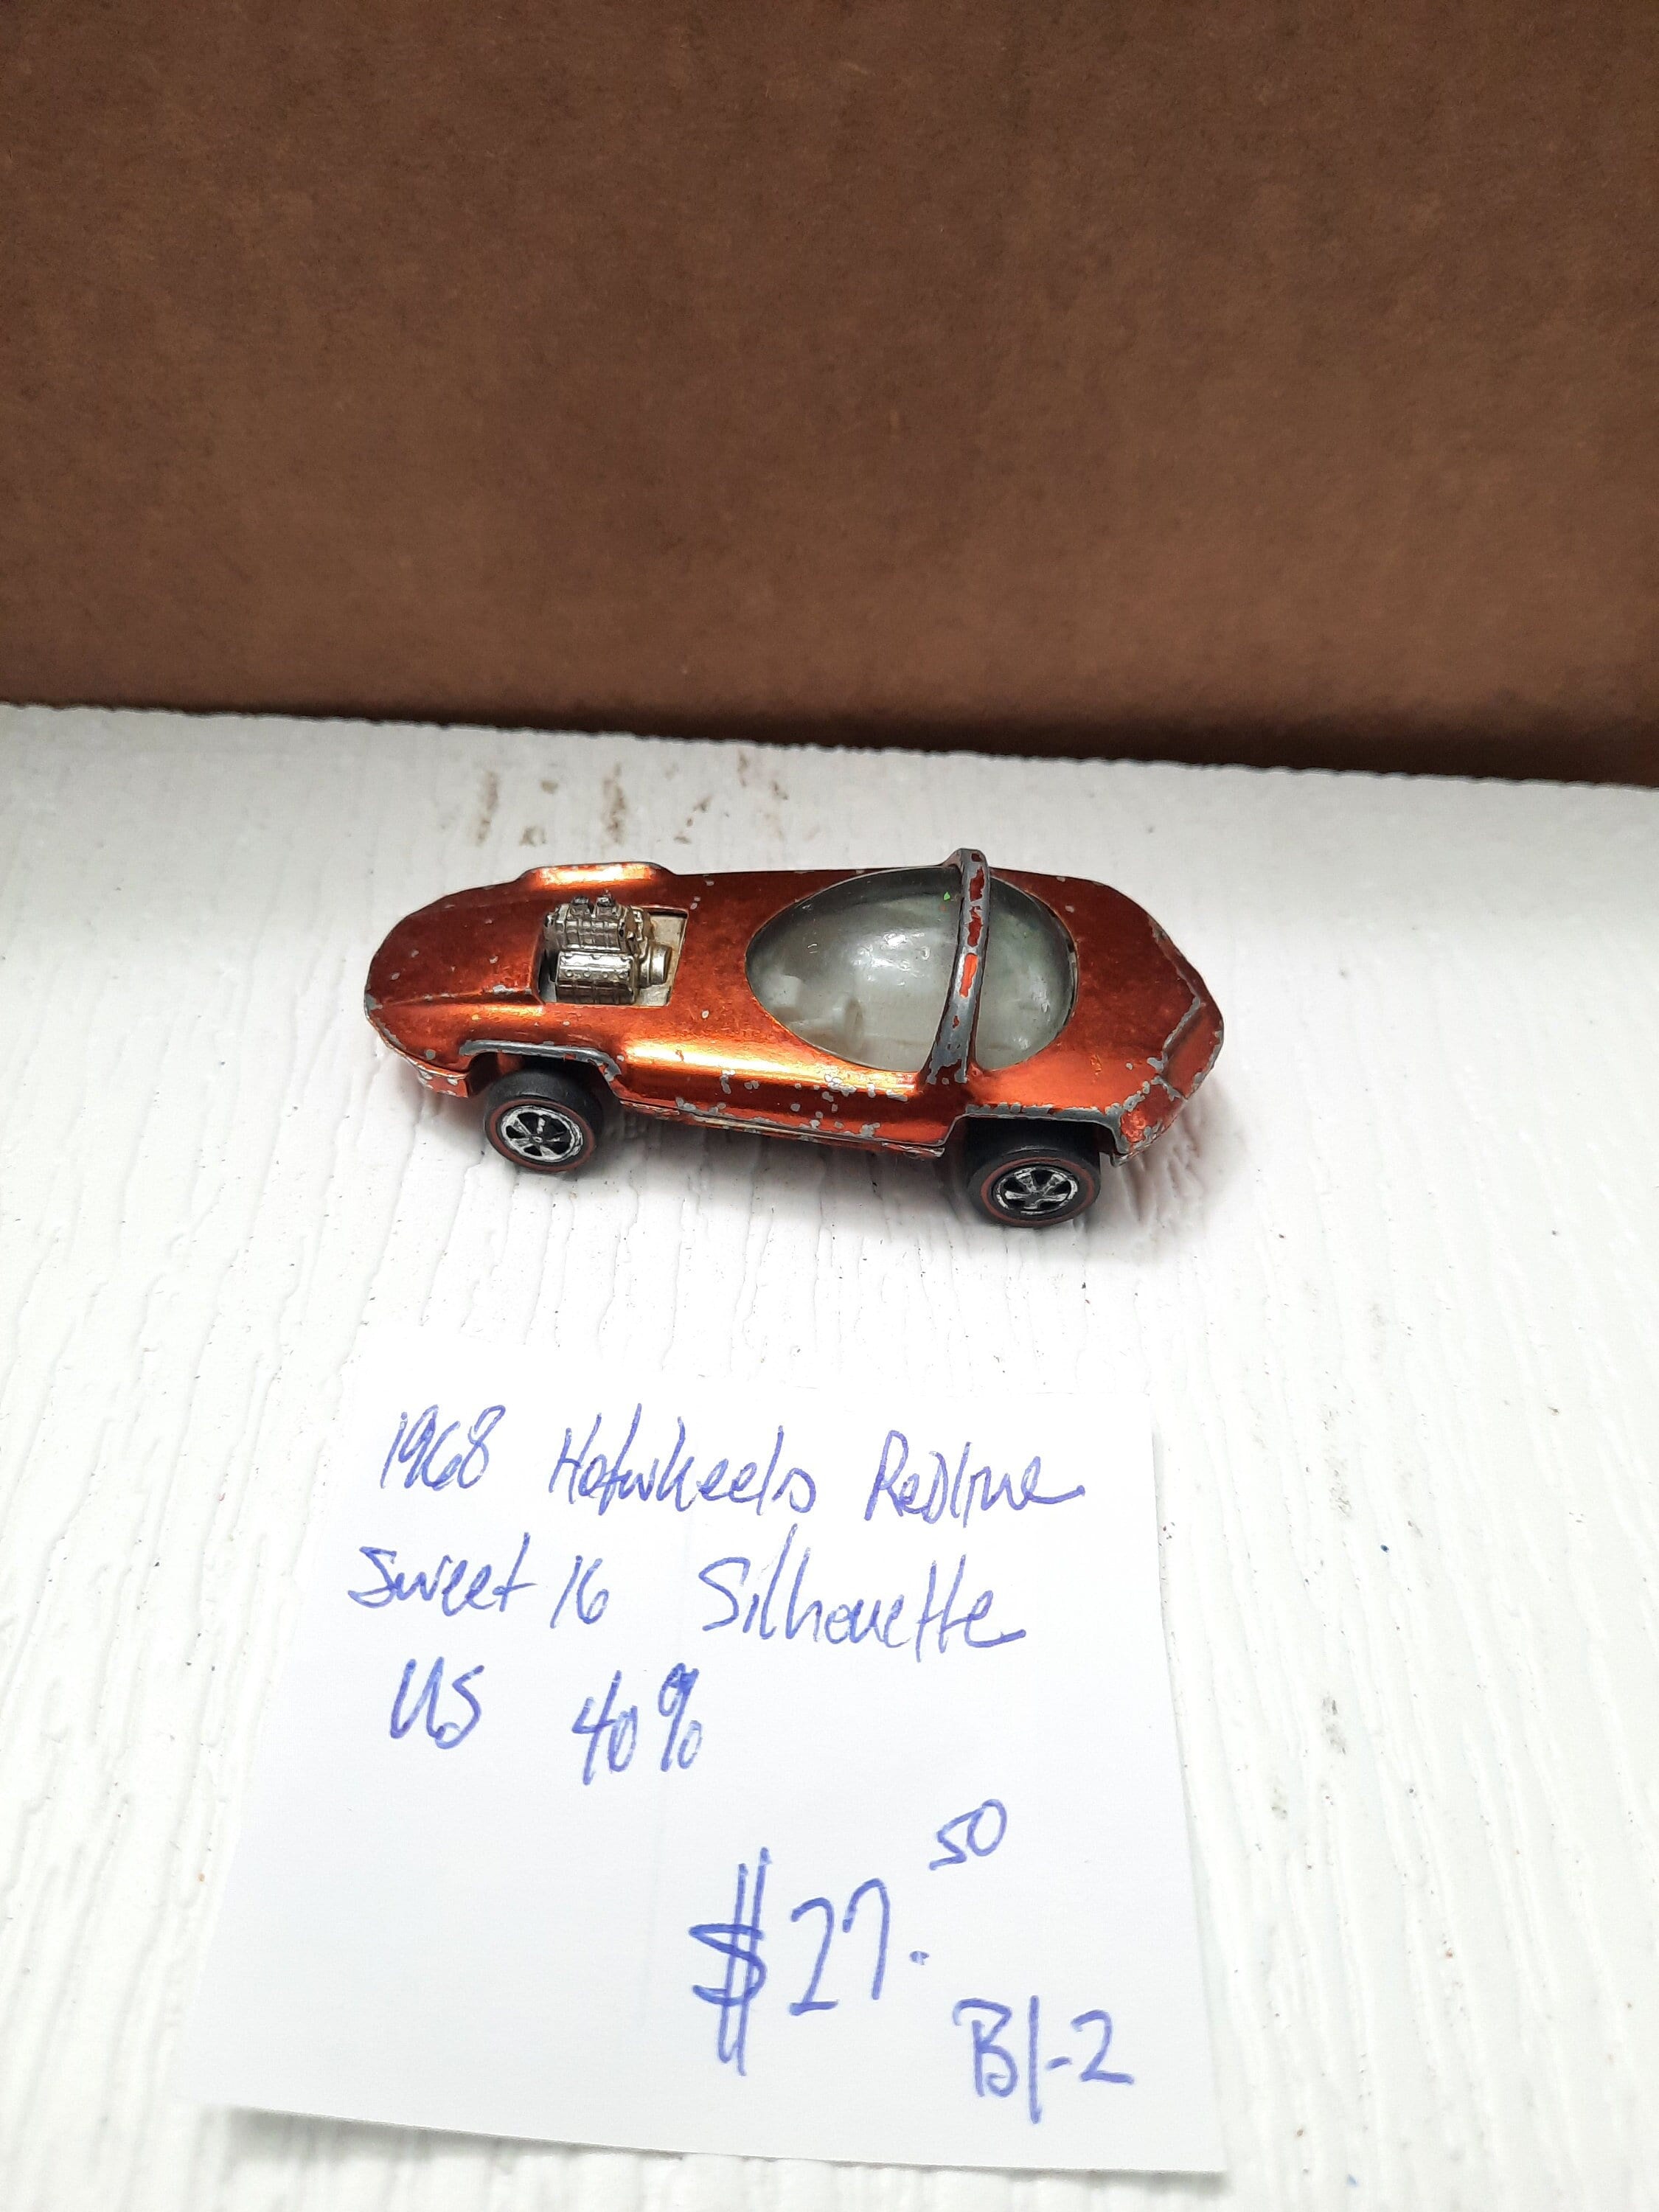 1968 Hotwheels Redline
Sweet 16 Silhouette
US 40%
$27.50
B1-2